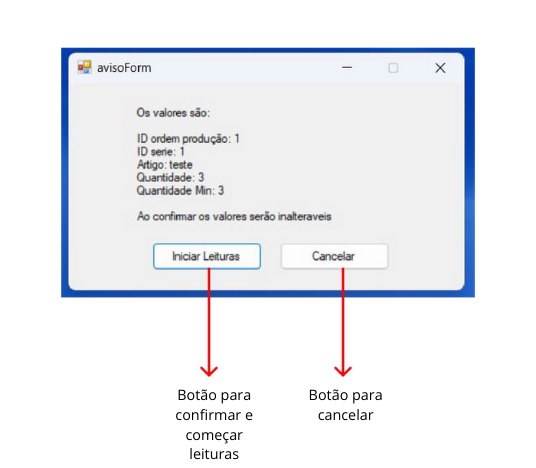 avisoForm
Os valores são:
ID ordem produção: 1
ID serie: 1
Artigo: teste
Quantidade: 3
Quantidade Min: 3
Ao confirmar os valores serão inalteraveis
Iniciar Leituras
Cancelar
Botão para
confirmar e
começar
leituras
Botão para
cancelar